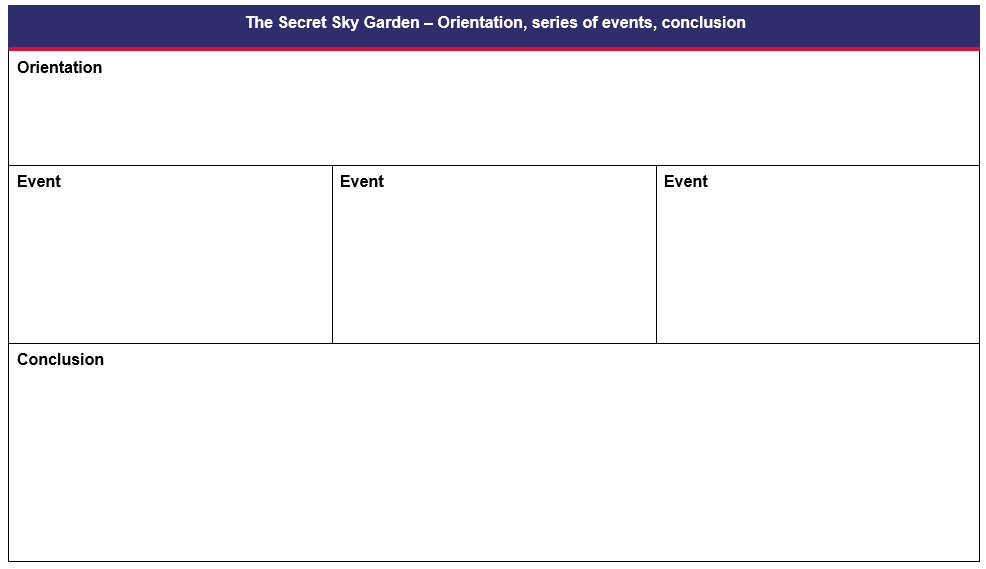 The Secret Sky Garden – Orientation, series of events, conclusion
Orientation
Event
Event
Event
Conclusion